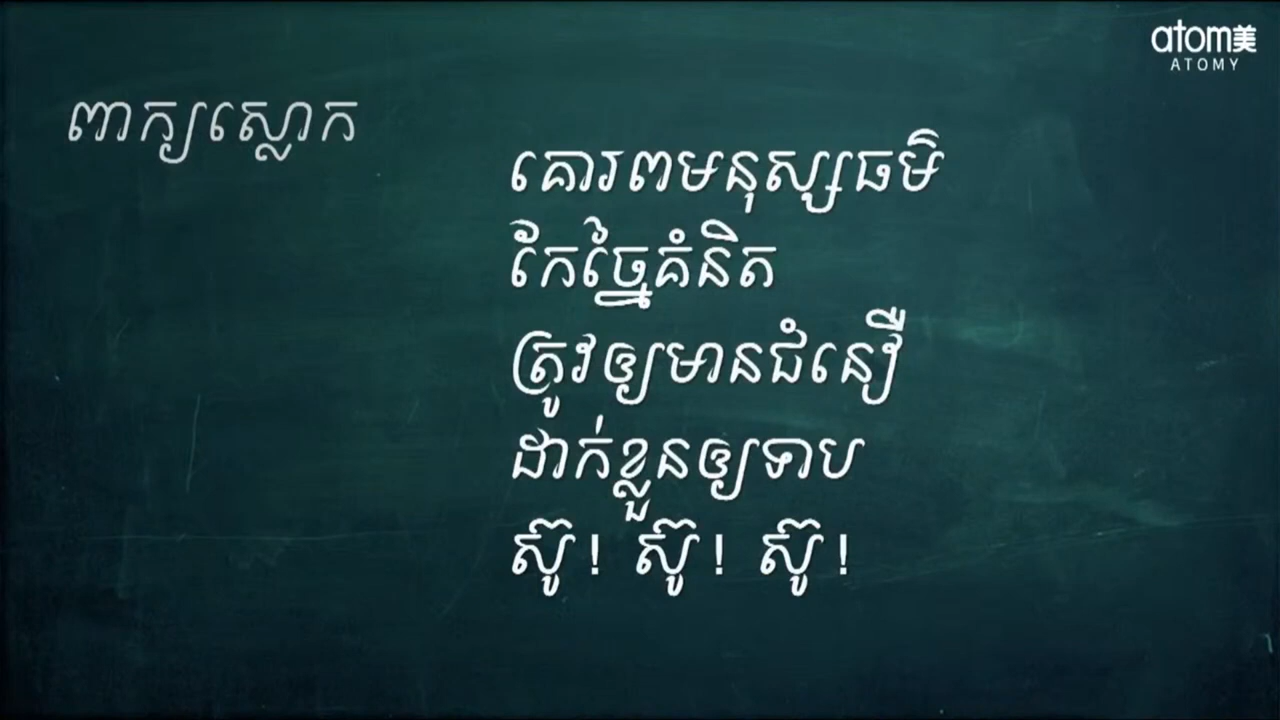 atom美
ATOMY
ពាក្យស្លោក
គោរពមនុស្សធម៌
កែច្នៃគំនិត
ត្រូវឲ្យមានជំនឿ
ដាក់ខ្លួនឲ្យទាប
ស៊ូ! ស៊ូ! ស៊ូ!